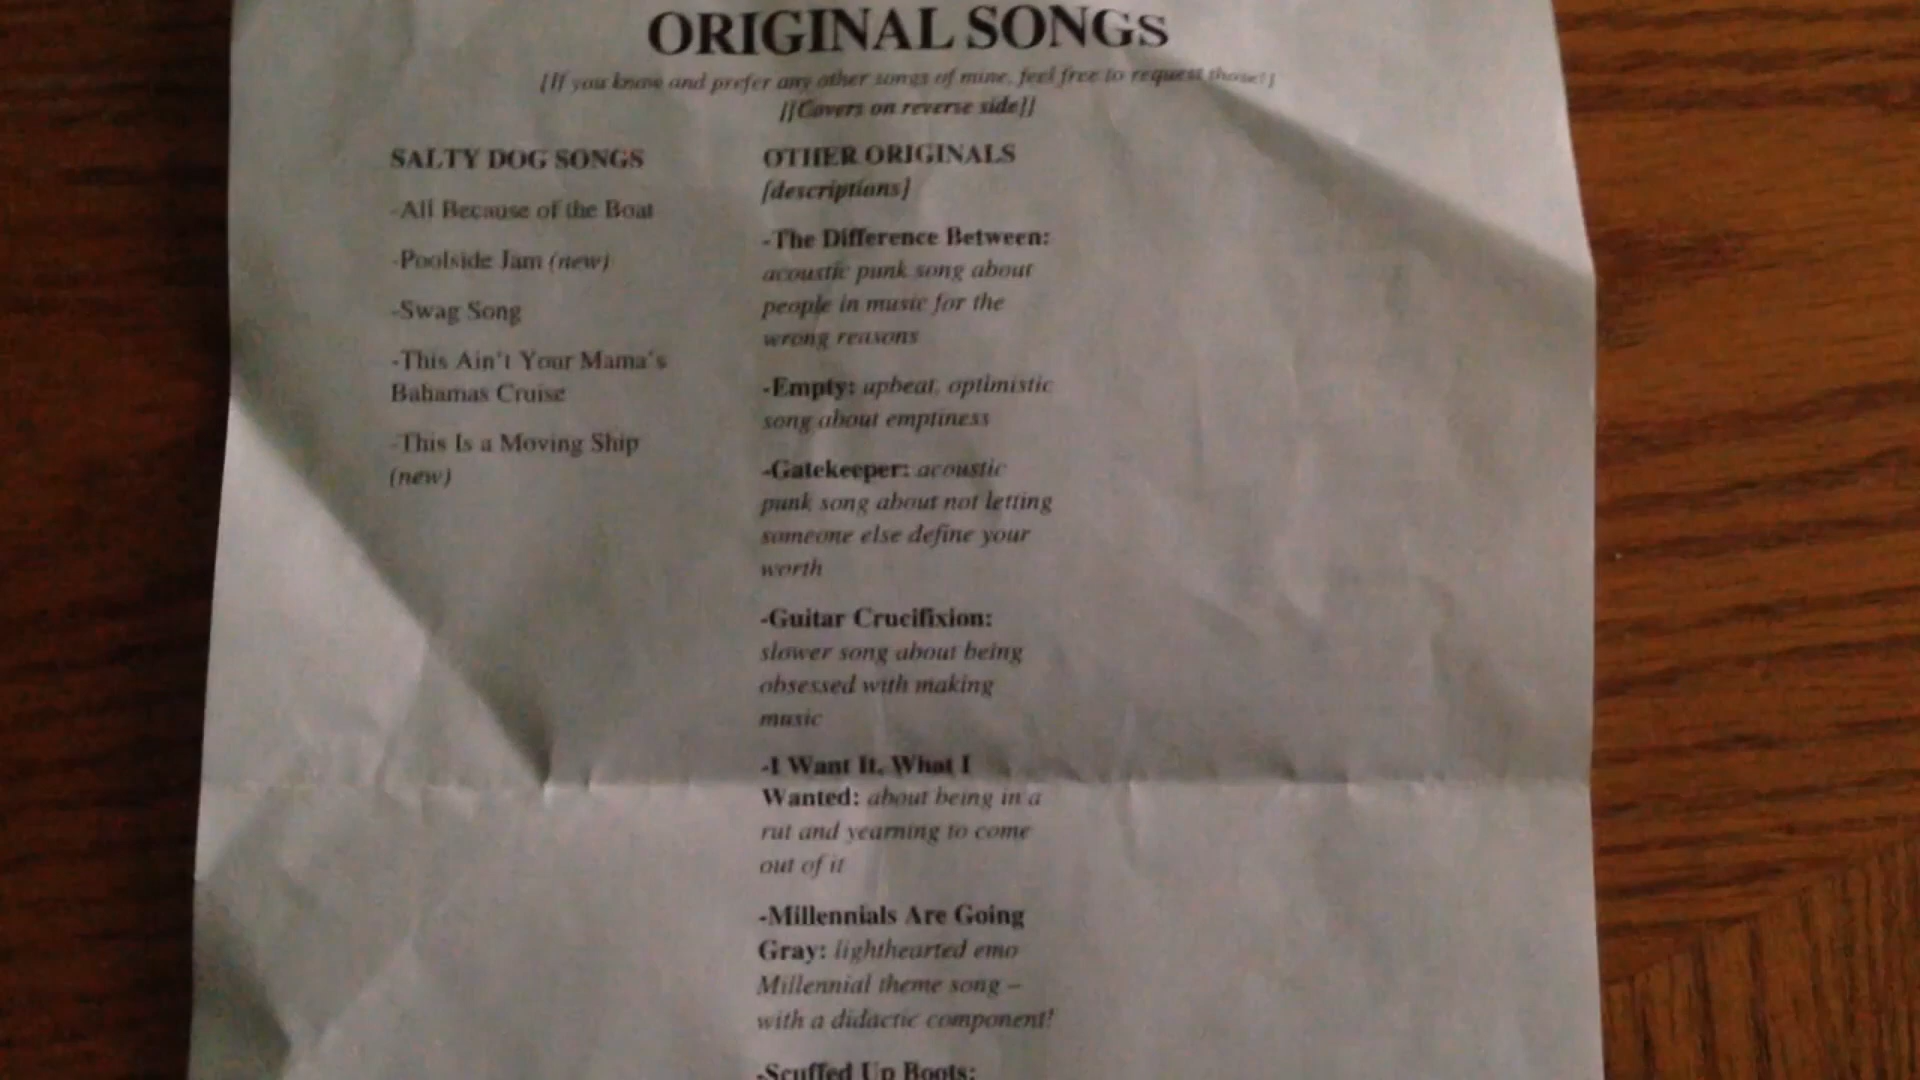 ORIGINAL SONGS
[If you know and prefer any other songs of mine, feel free to request those!]
[[Covers on reverse side]]
SALTY DOG SONGS
-All Because of the Boat
-Poolside Jam (new)
-Swag Song
-This Ain't Your Mama's
Bahamas Cruise
-This Is a Moving Ship
(new)
OTHER ORIGINALS
[descriptions]
-The Difference Between:
acoustic punk song about
people in music for the
wrong reasons
-Empty: upbeat, optimistic
song about emptiness
-Gatekeeper: acoustic
punk song about not letting
someone else define your
worth
-Guitar Crucifixion:
slower song about being
obsessed with making
music
-I Want It. What I
Wanted: about being in a
rut and yearning to come
out of it
-Millennials Are Going
Gray: lighthearted emo
Millennial theme song –
with a didactic component!
-Scuffed Up Boots: